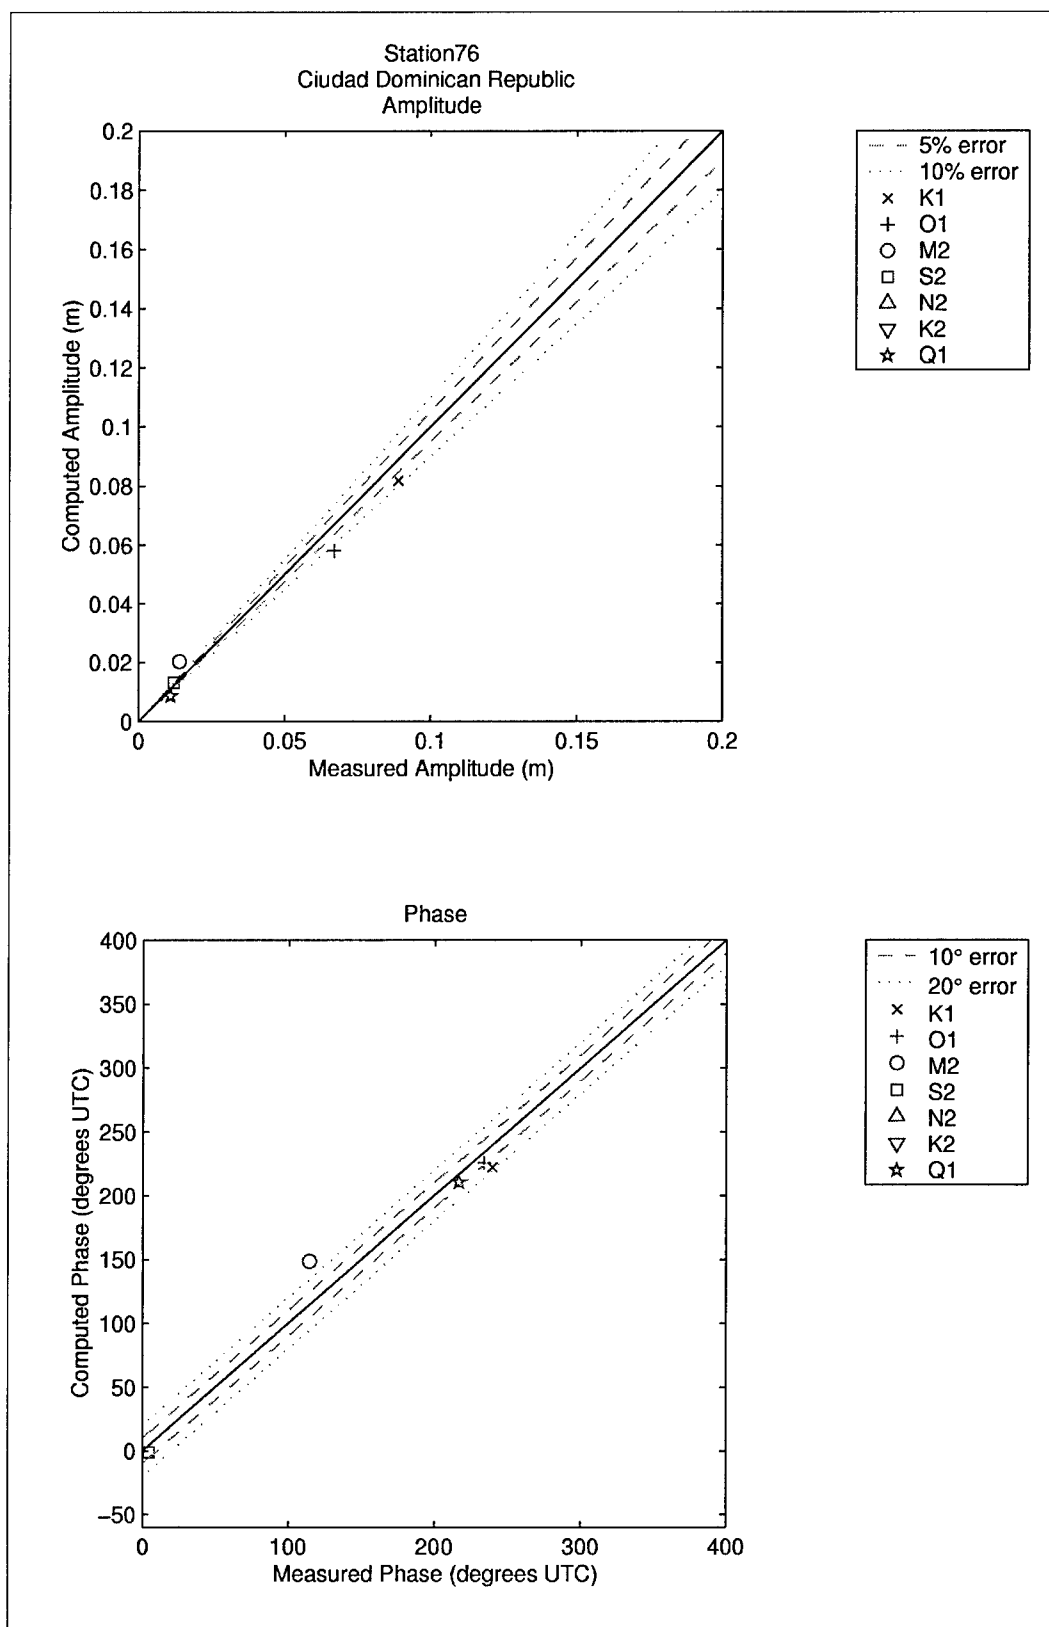 Station76
Ciudad Dominican Republic
Amplitude
0.2
0.18
0.16
0.14
0.12
0.1
0.08
0.06
0.04
0.02
0
Computed Amplitude (m)
0 0.05 0.1 0.15 0.2
Measured Amplitude (m)
5% error
10% error
K1
O1
M2
S2
N2
K2
Q1
Phase
400
350
300
250
200
150
100
50
0
−50
Computed Phase (degrees UTC)
0 100 200 300 400
Measured Phase (degrees UTC)
10° error
20° error
K1
O1
M2
S2
N2
K2
Q1